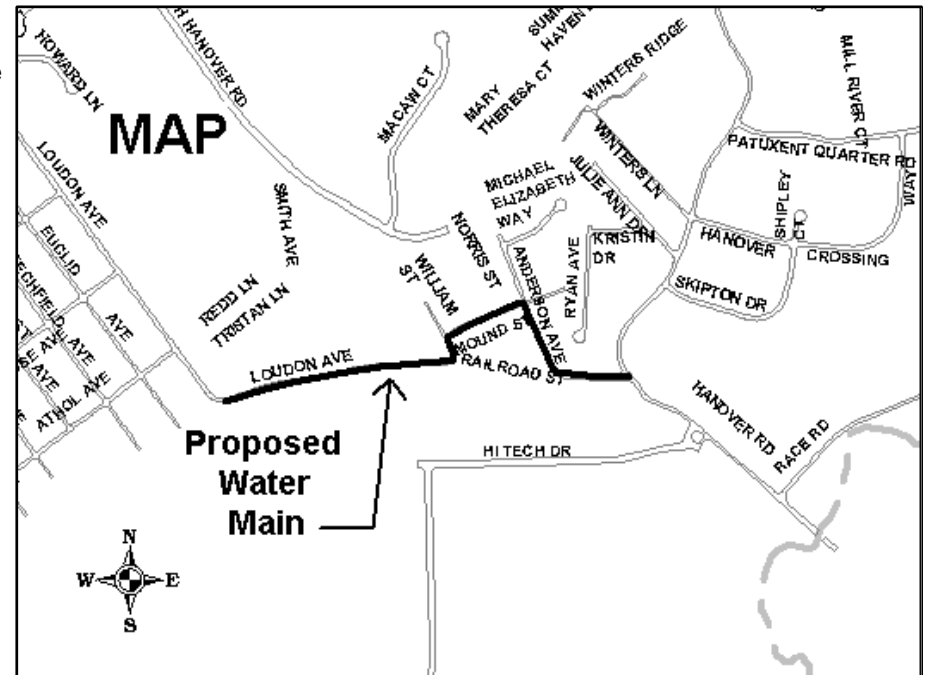 MAP
HOWARD LN
H HANOVER RD
MACAW CT
MARY
THERESA CT
SUM
HAVEN
WINTERS RIDGE
MILL RIVER CT
PATUXENT QUARTER RD
WAY
LOUDON AVE
SMITH AVE
MICHAEL
ELIZABETH
WAY
JULIE ANN DR
WINTERS LN
SHIPLEY
CT
HANOVER
CROSSING
EUCLID
AVE
NORRIS ST
WILLIAM
ST
ANDERSON AVE
RYAN AVE
KRISTIN
DR
SKIPTON DR
REDD LN
TRISTAN LN
AVE
ATHOL AVE
LOUDON AVE
MOUND ST
RAILROAD ST
HANOVER RD
RACE RD
HI TECH DR
Proposed
Water
Main
N
W
E
S